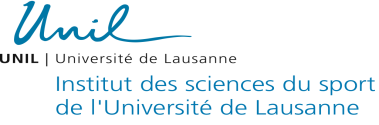 Unil
UNIL | Université de Lausanne
Institut des sciences du sport
de l'Université de Lausanne